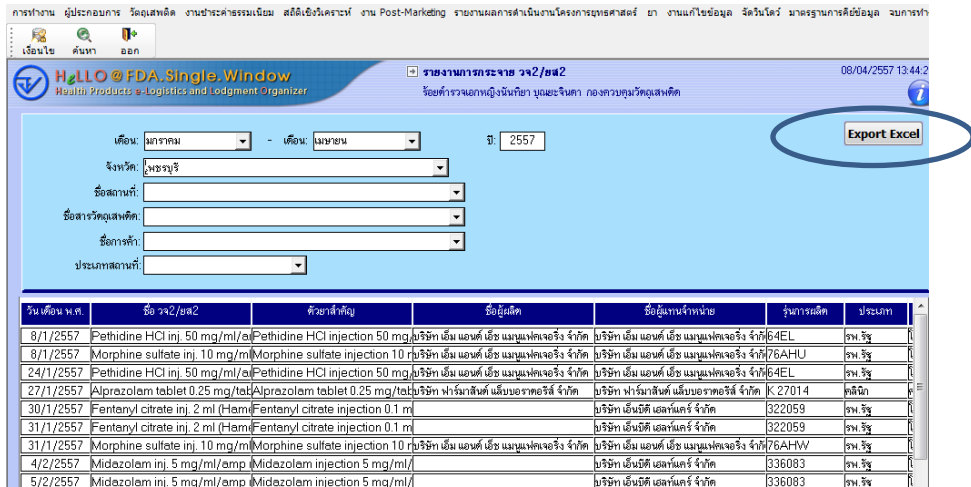 การทำงาน ผู้ประกอบการ วัตถุเสพติด งานชำระค่าธรรมเนียม สถิติเชิงวิเคราะห์ งาน Post-Marketing รายงานผลการดำเนินงานโครงการยุทธศาสตร์ ยา งานแก้ไขข้อมูล จัดวินโดว์ มาตรฐานการคีย์ข้อมูล จบการทำ
เงื่อนไข ค้นหา ออก
HeLLO @ FDA.Single.Window
Health Products e-Logistics and Lodgment Organizer
รายงานการกระจาย วจ2/ยส2
08/04/2557 13:44:2
ร้อยตำรวจเอกหญิงนันทิยา บุณยะจินดา กองควบคุมวัตถุเสพติด
Export Excel
เดือน: มกราคม - เดือน: เมษายน ปี: 2557
จังหวัด: เพชรบุรี
ชื่อสถานที่:
ชื่อสารวัตถุเสพติด:
ชื่อการค้า:
ประเภทสถานที่:
วัน เดือน พ.ศ. ชื่อ วจ2/ยส2 ตัวยาสำคัญ ชื่อผู้ผลิต ชื่อผู้แทนจำหน่าย รุ่นการผลิต ประเภท
8/1/2557 Pethidine HCl inj. 50 mg/ml/a Pethidine HCl injection 50 mg บริษัท เอ็ม แอนด์ เอ็ช แมนูแฟคเจอริ่ง จำกัด บริษัท เอ็ม แอนด์ เอ็ช แมนูแฟคเจอริ่ง จำกั 64EL รพ.รัฐ
8/1/2557 Morphine sulfate inj. 10 mg/ml Morphine sulfate injection 10 บริษัท เอ็ม แอนด์ เอ็ช แมนูแฟคเจอริ่ง จำกัด บริษัท เอ็ม แอนด์ เอ็ช แมนูแฟคเจอริ่ง จำกั 76AHU รพ.รัฐ
24/1/2557 Pethidine HCl inj. 50 mg/ml/a Pethidine HCl injection 50 mg บริษัท เอ็ม แอนด์ เอ็ช แมนูแฟคเจอริ่ง จำกัด บริษัท เอ็ม แอนด์ เอ็ช แมนูแฟคเจอริ่ง จำกั 64EL รพ.รัฐ
27/1/2557 Alprazolam tablet 0.25 mg/tab Alprazolam tablet 0.25 mg/tab บริษัท ฟาร์มาสันต์ แล็บบอราตอรีส์ จำกัด บริษัท ฟาร์มาสันต์ แล็บบอราตอรีส์ จำกัด K 27014 คลินิก
30/1/2557 Fentanyl citrate inj. 2 ml (Hame Fentanyl citrate injection 0.1 m บริษัท เอ็นบีดี เฮลท์แคร์ จำกัด 322059 รพ.รัฐ
31/1/2557 Fentanyl citrate inj. 2 ml (Hame Fentanyl citrate injection 0.1 m บริษัท เอ็นบีดี เฮลท์แคร์ จำกัด 322059 รพ.รัฐ
31/1/2557 Morphine sulfate inj. 10 mg/ml Morphine sulfate injection 10 บริษัท เอ็ม แอนด์ เอ็ช แมนูแฟคเจอริ่ง จำกัด บริษัท เอ็ม แอนด์ เอ็ช แมนูแฟคเจอริ่ง จำกั 76AHW รพ.รัฐ
4/2/2557 Midazolam inj. 5 mg/ml/amp Midazolam injection 5 mg/ml/ บริษัท เอ็นบีดี เฮลท์แคร์ จำกัด 336083 รพ.รัฐ
5/2/2557 Midazolam inj. 5 mg/ml/amp Midazolam injection 5 mg/ml/ บริษัท เอ็นบีดี เฮลท์แคร์ จำกัด 336083 รพ.รัฐ